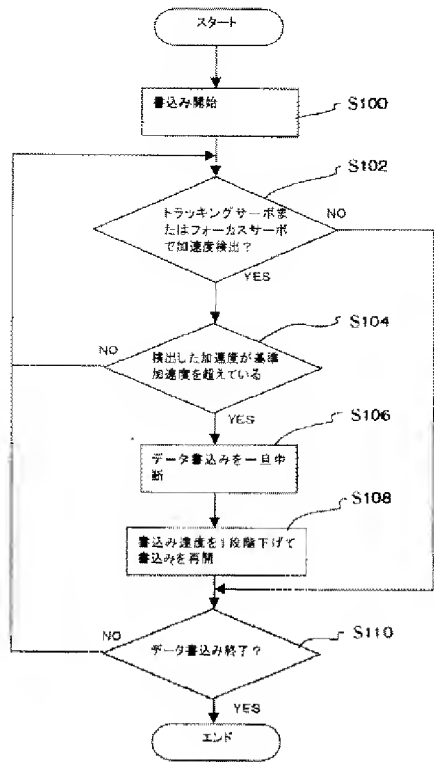 スタート
書込み開始
S100
S102
トラッキングサーボま
たはフォーカスサーボ
で加速度検出？
NO
YES
S104
NO
検出した加速度が基準
加速度を超えている
YES
S106
データ書込みを一旦中
断
S108
書込み速度を1段階下げて
書込みを再開
NO
S110
データ書込み終了？
YES
エンド